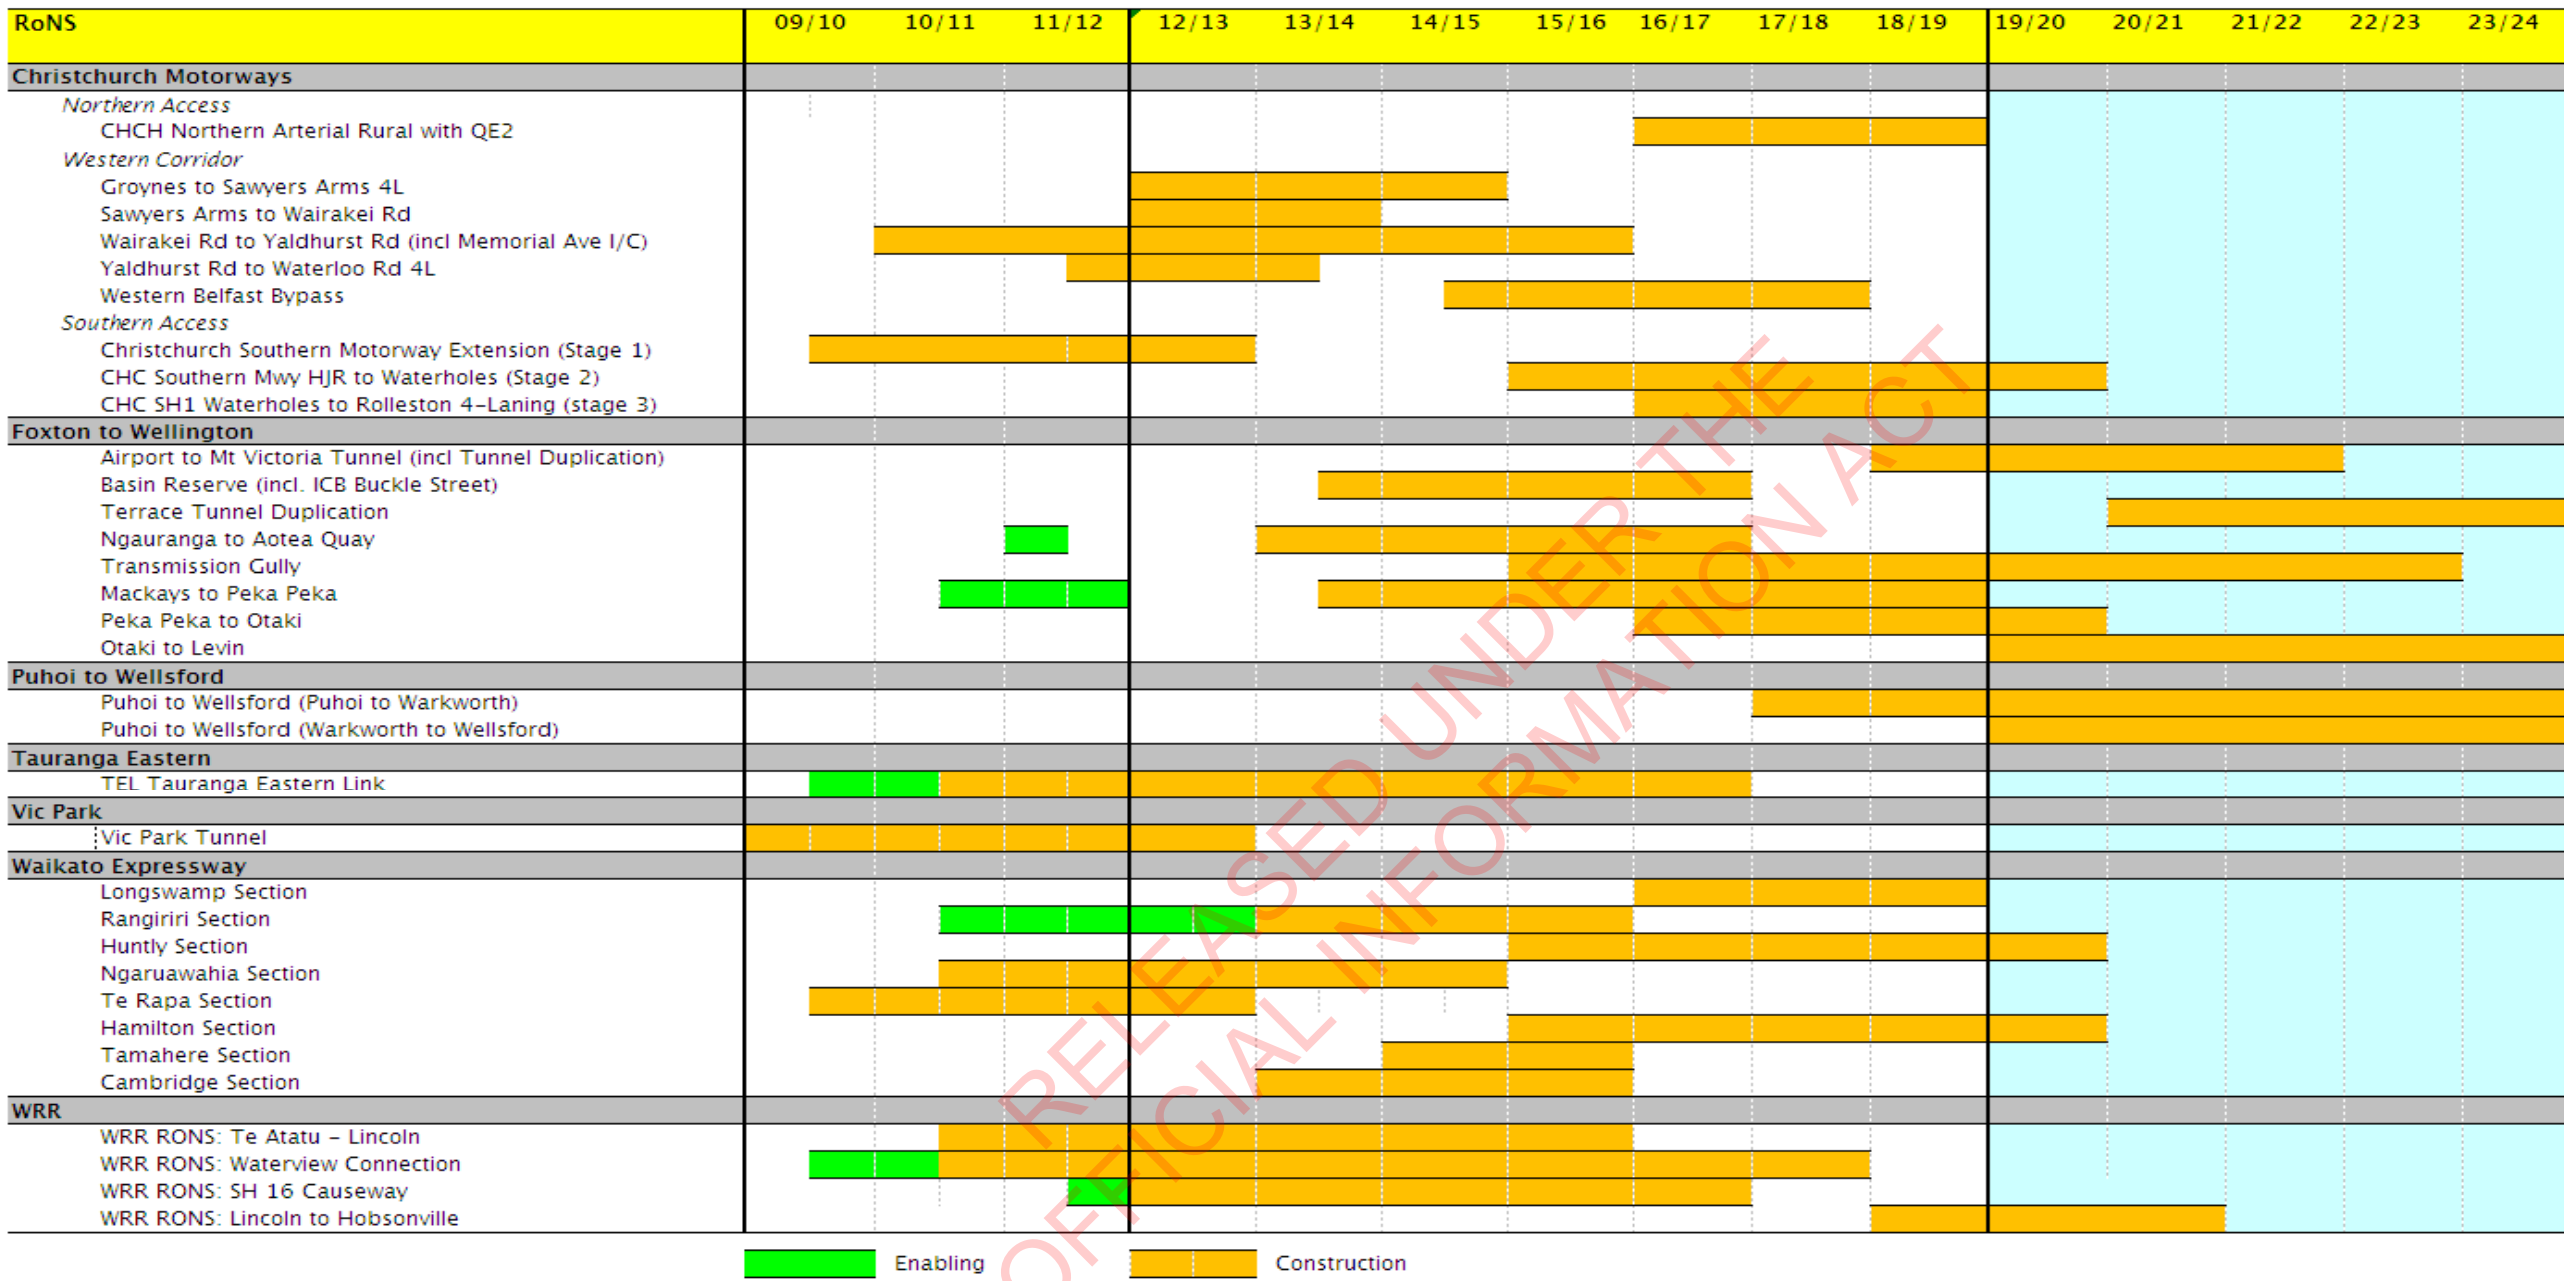 RoNS 09/10 10/11 11/12 12/13 13/14 14/15 15/16 16/17 17/18 18/19 19/20 20/21 21/22 22/23 23/24
Christchurch Motorways
Northern Access
CHCH Northern Arterial Rural with QE2
Western Corridor
Groynes to Sawyers Arms 4L
Sawyers Arms to Wairakei Rd
Wairakei Rd to Yaldhurst Rd (incl Memorial Ave I/C)
Yaldhurst Rd to Waterloo Rd 4L
Western Belfast Bypass
Southern Access
Christchurch Southern Motorway Extension (Stage 1)
CHC Southern Mwy HJR to Waterholes (Stage 2)
CHC SH1 Waterholes to Rolleston 4-Laning (stage 3)
Foxton to Wellington
Airport to Mt Victoria Tunnel (incl Tunnel Duplication)
Basin Reserve (incl. ICB Buckle Street)
Terrace Tunnel Duplication
Ngauranga to Aotea Quay
Transmission Gully
Mackays to Peka Peka
Peka Peka to Otaki
Otaki to Levin
Puhoi to Wellsford
Puhoi to Wellsford (Puhoi to Warkworth)
Puhoi to Wellsford (Warkworth to Wellsford)
Tauranga Eastern
TEL Tauranga Eastern Link
Vic Park
Vic Park Tunnel
Waikato Expressway
Longswamp Section
Rangiriri Section
Huntly Section
Ngaruawahia Section
Te Rapa Section
Hamilton Section
Tamahere Section
Cambridge Section
WRR
WRR RONS: Te Atatu - Lincoln
WRR RONS: Waterview Connection
WRR RONS: SH 16 Causeway
WRR RONS: Lincoln to Hobsonville
Enabling Construction
RELEASED UNDER THE
OFFICIAL INFORMATION ACT